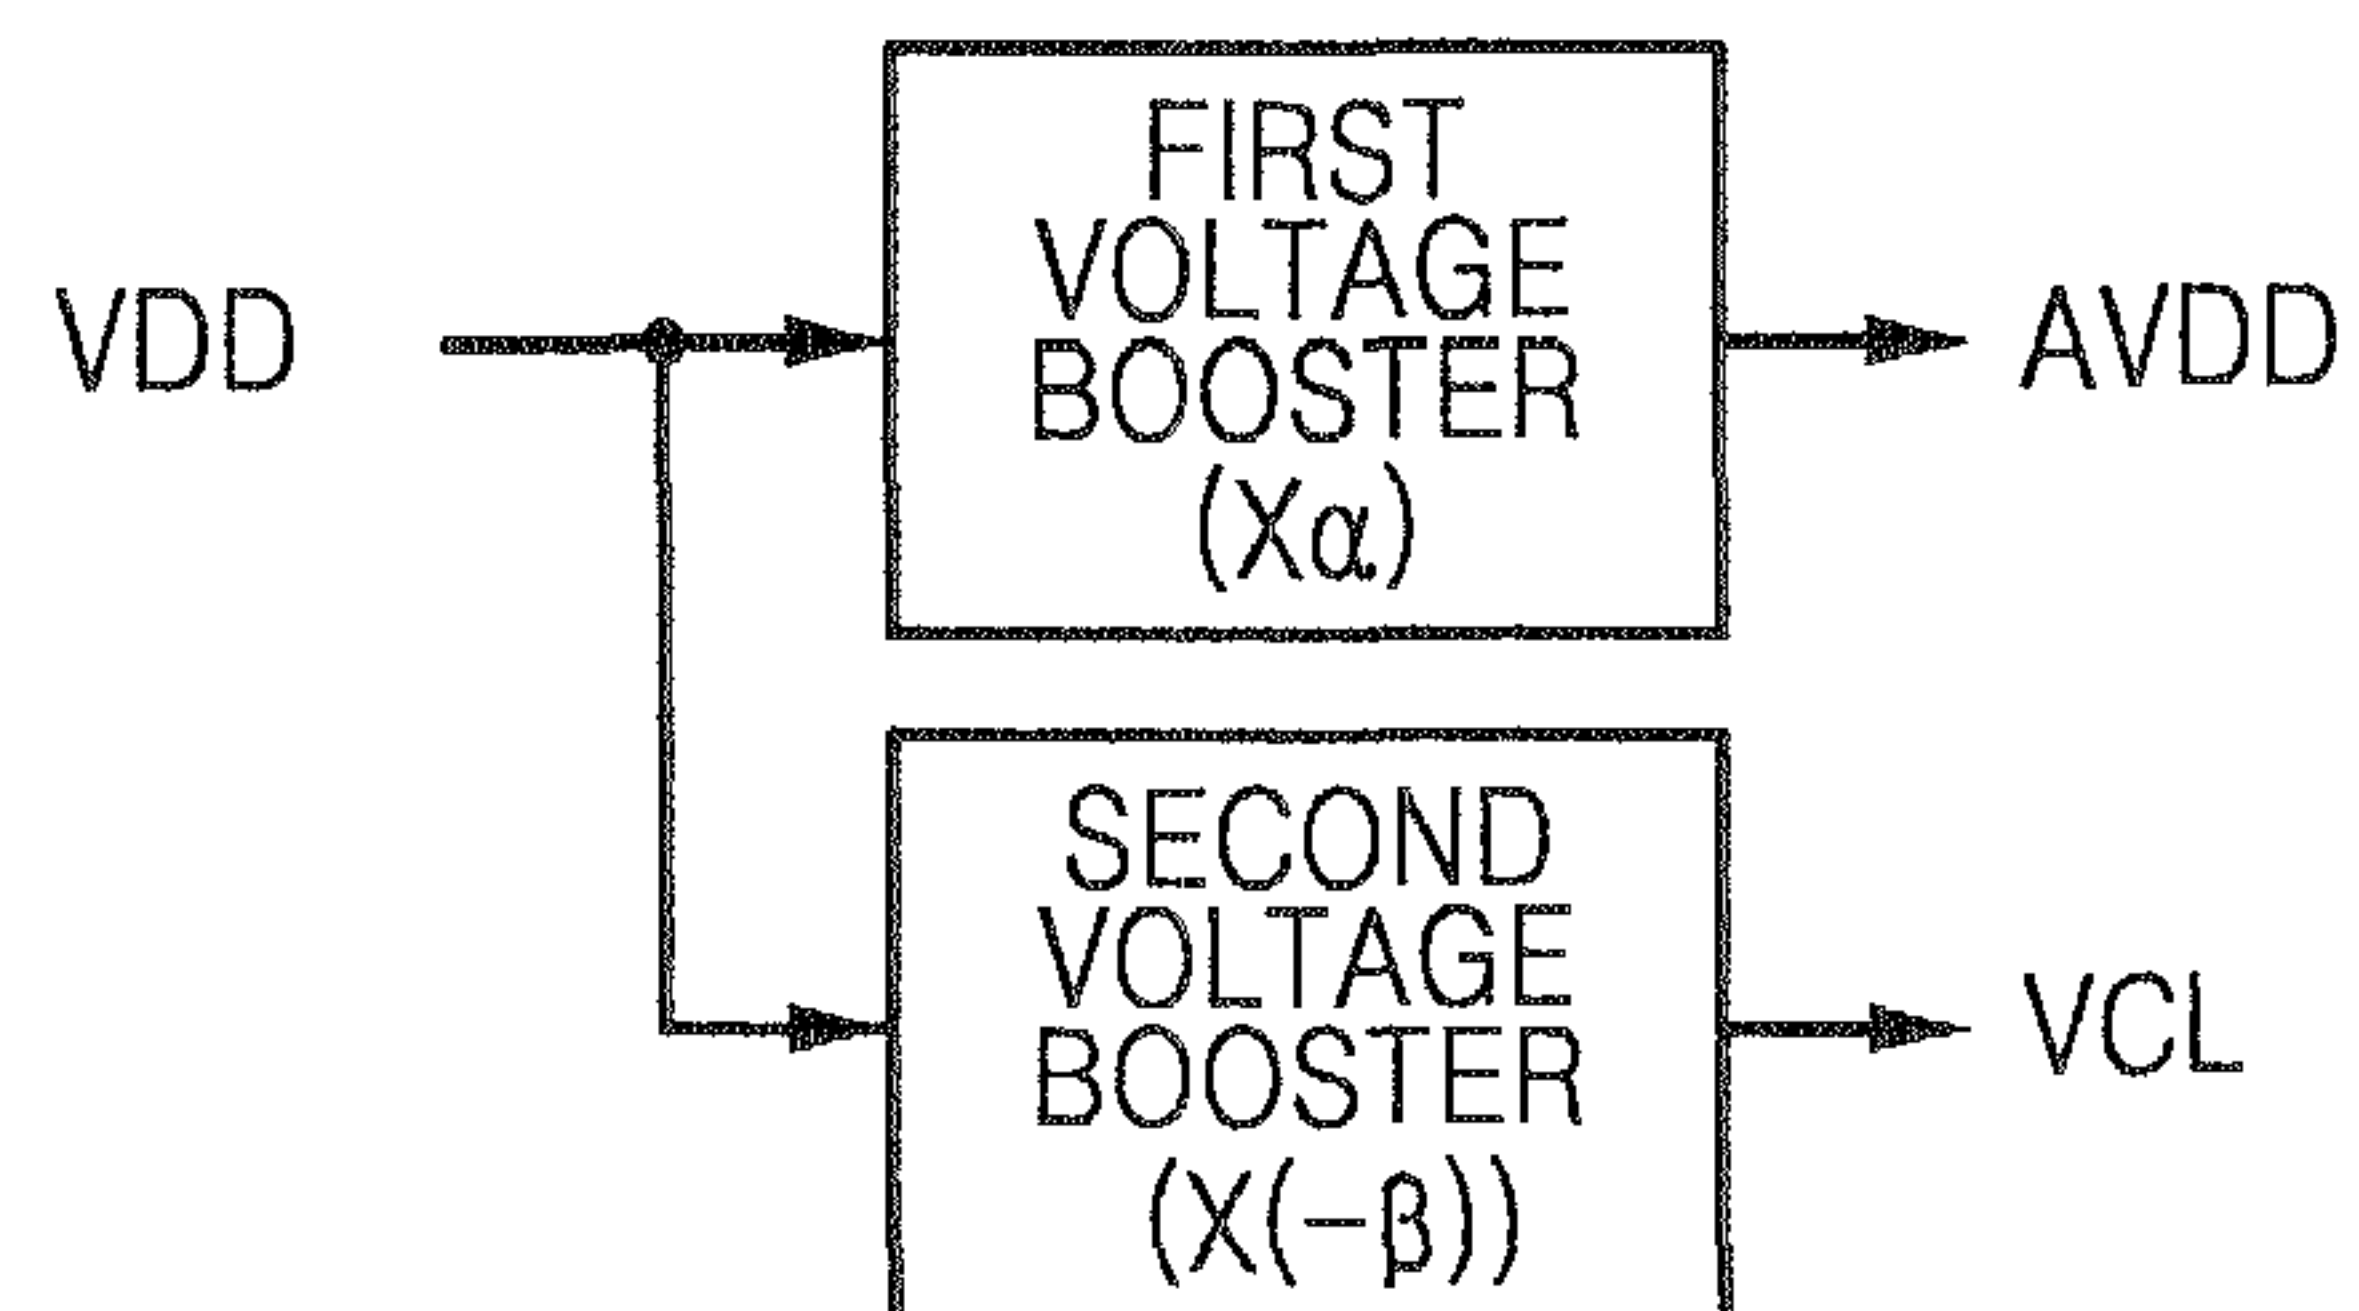 VDD
FIRST
VOLTAGE
BOOSTER
(Xα)
AVDD
SECOND
VOLTAGE
BOOSTER
(X(-β))
VCL